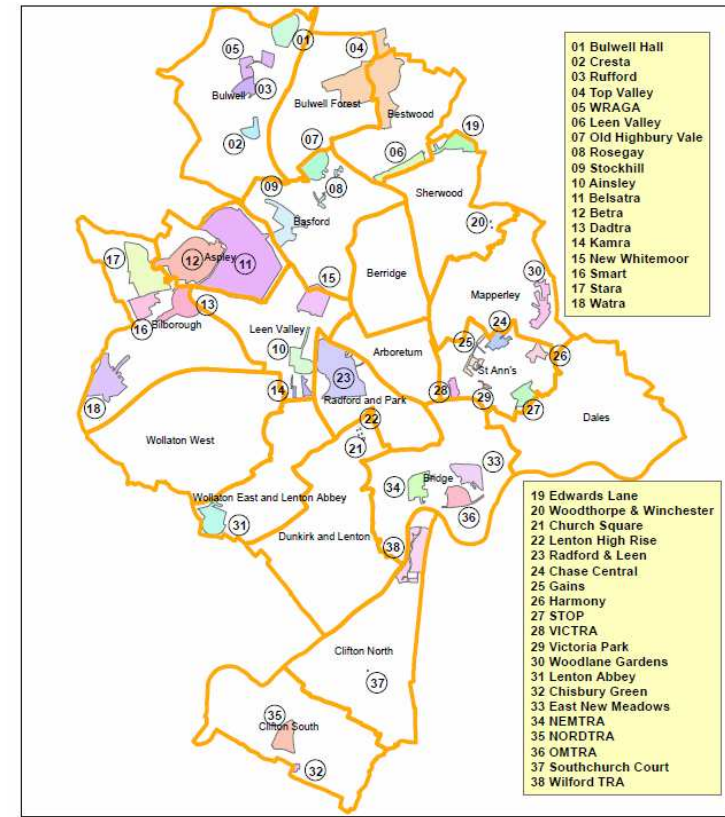 01 Bulwell Hall
02 Cresta
03 Rufford
04 Top Valley
05 WRAGA
06 Leen Valley
07 Old Highbury Vale
08 Rosegay
09 Stockhill
10 Ainsley
11 Belsatra
12 Betra
13 Dadtra
14 Kamra
15 New Whitemoor
16 Smart
17 Stara
18 Watra
05
01
04
Bulwell
03
Bulwell Forest
Bestwood
02
07
06
19
09
08
Sherwood
Basford
20
17
12
Aspley
11
Berridge
30
15
Mapperley
13
16
Bilborough
Leen Valley
24
10
Arboretum
25
St Ann's
26
18
14
23
Radford and Park
28
29
27
Dales
Wollaton West
22
21
33
34
Bridge
36
Wollaton East and Lenton Abbey
31
Dunkirk and Lenton
38
Clifton North
37
35
Clifton South
32
19 Edwards Lane
20 Woodthorpe & Winchester
21 Church Square
22 Lenton High Rise
23 Radford & Leen
24 Chase Central
25 Gains
26 Harmony
27 STOP
28 VICTRA
29 Victoria Park
30 Woodlane Gardens
31 Lenton Abbey
32 Chisbury Green
33 East New Meadows
34 NEMTRA
35 NORDTRA
36 OMTRA
37 Southchurch Court
38 Wilford TRA